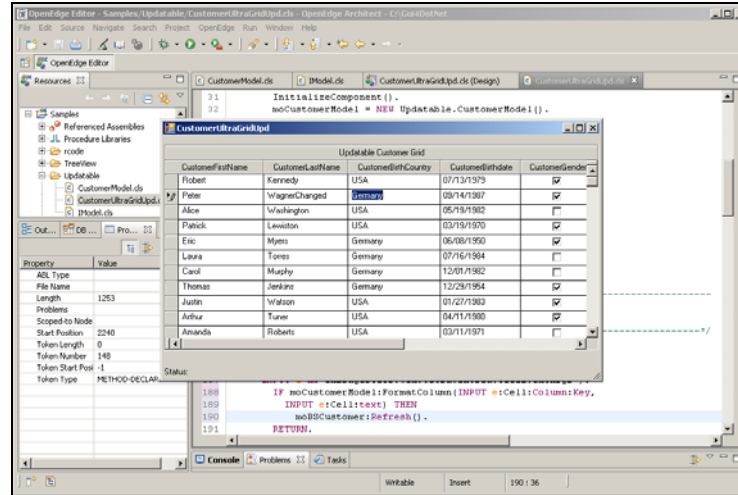 OpenEdge Editor - Samples/Updatable/CustomerUltraGridUpd.cls - OpenEdge Architect - C:\Gui4DotNet
File Edit Source Navigate Search Project OpenEdge Run Window Help
OpenEdge Editor
Resources
CustomerModel.cls IModel.cls CustomerUltraGridUpd.cls (Design) CustomerUltraGridUpd.cls
31 InitializeComponent().
32 moCustomerModel = NEW Updatable.CustomerModel().
Samples
Referenced Assemblies
Procedure Libraries
rcode
TreeView
Updatable
CustomerModel.cls
CustomerUltraGridUpd.c
IModel.cls
CustomerUltraGridUpd
Updatable Customer Grid
CustomerFirstName CustomerLastName CustomerBirthCountry CustomerBirthdate CustomerGender
Robert Kennedy USA 07/13/1979
Peter WagnerChanged Germany 09/14/1987
Alice Washington USA 05/19/1982
Patrick Lewiston USA 03/19/1970
Eric Myers Germany 06/08/1950
Laura Torres Germany 07/16/1984
Carol Murphy Germany 12/01/1982
Thomas Jenkins Germany 12/29/1954
Justin Watson USA 01/27/1983
Arthur Tuner USA 04/11/1980
Amanda Roberts USA 03/11/1971
Status:
Out... DB ... Pro...
Property Value
ABL Type
File Name
Length 1253
Problems
Scoped-to Node
Start Position 2240
Token Length 0
Token Number 148
Token Start Posi -1
Token Type METHOD-DECLAR...
188 IF moCustomerModel:FormatColumn(INPUT e:Cell:Column:Key,
189 INPUT e:Cell:text) THEN
190 moBSCustomer:Refresh().
191 RETURN.
Console Problems Tasks
Writable Insert 190 : 36